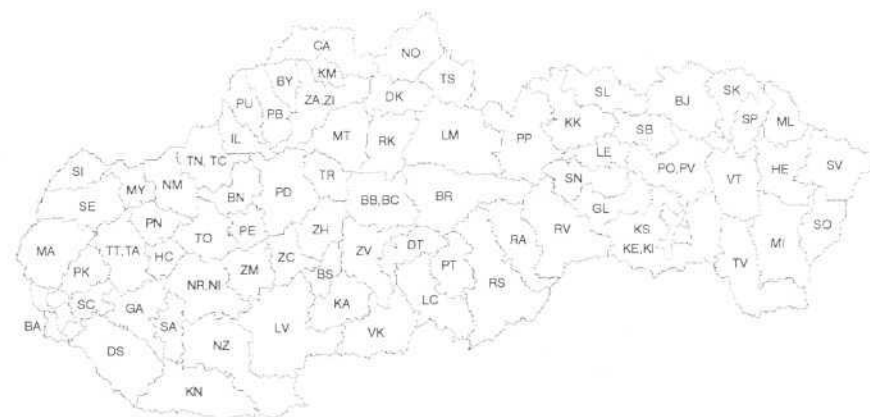 CA
NO
BY
KM
TS
PU
PB
ZA,ZI
DK
SL
BJ
SK
SP
ML
IL
MT
RK
LM
PP
KK
SB
TN, TC
LE
PO,PV
HE
SV
SI
MY
NM
BN
PD
TR
BB,BC
BR
SN
VT
SE
PN
GL
MA
TT,TA
HC
TO
PE
ZH
ZV
DT
RA
RV
KS
KE,KI
MI
SO
PK
NR,NI
ZM
ZC
BS
PT
TV
BA
SC
GA
SA
LV
KA
LC
RS
DS
NZ
VK
KN